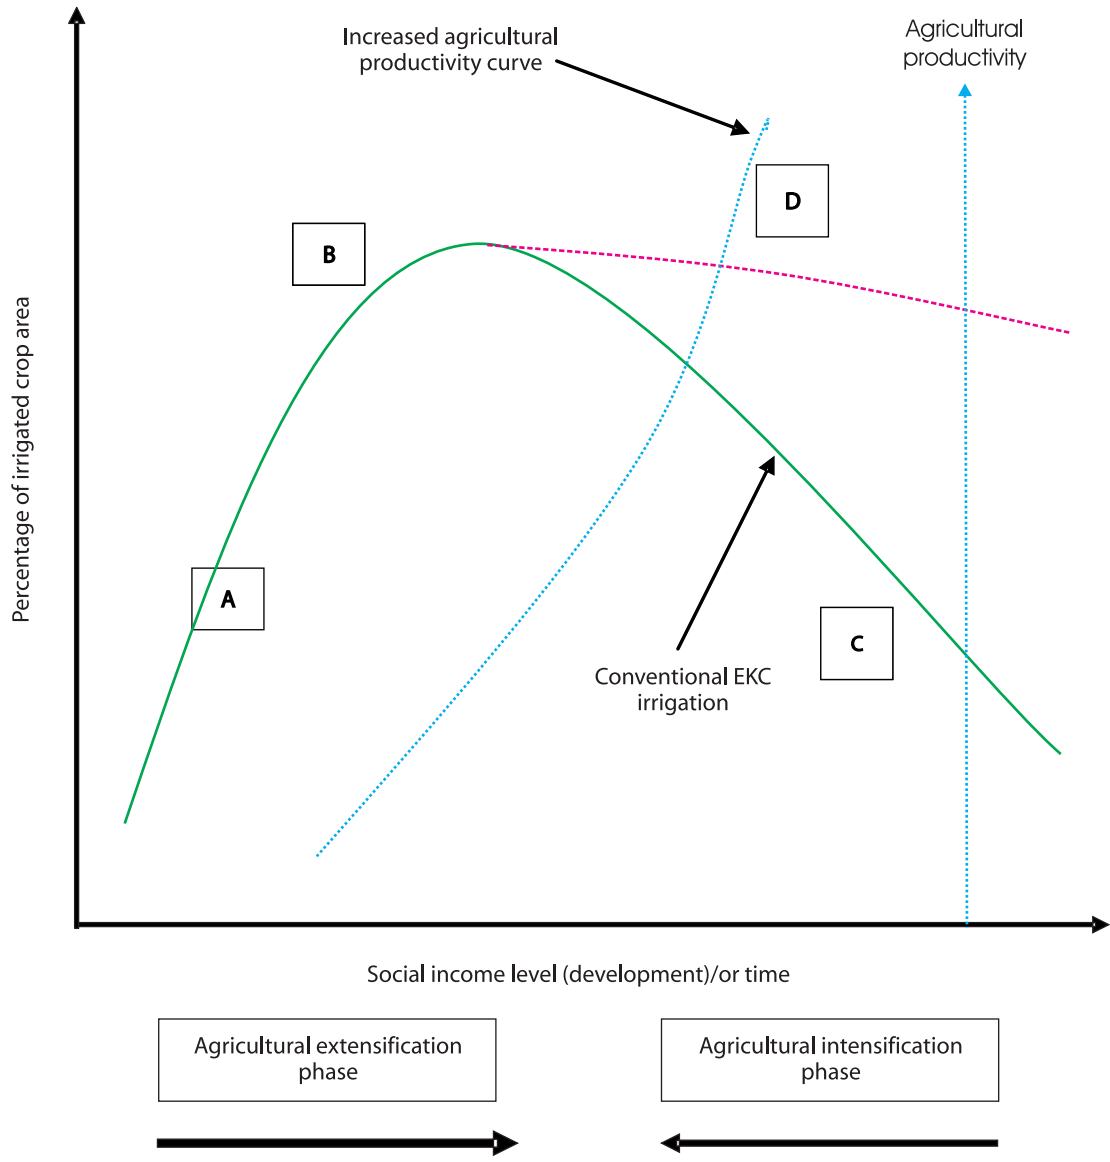 Increased agricultural
productivity curve
Agricultural
productivity
D
B
Percentage of irrigated crop area
A
C
Conventional EKC
irrigation
Social income level (development)/or time
Agricultural extensification
phase
Agricultural intensification
phase